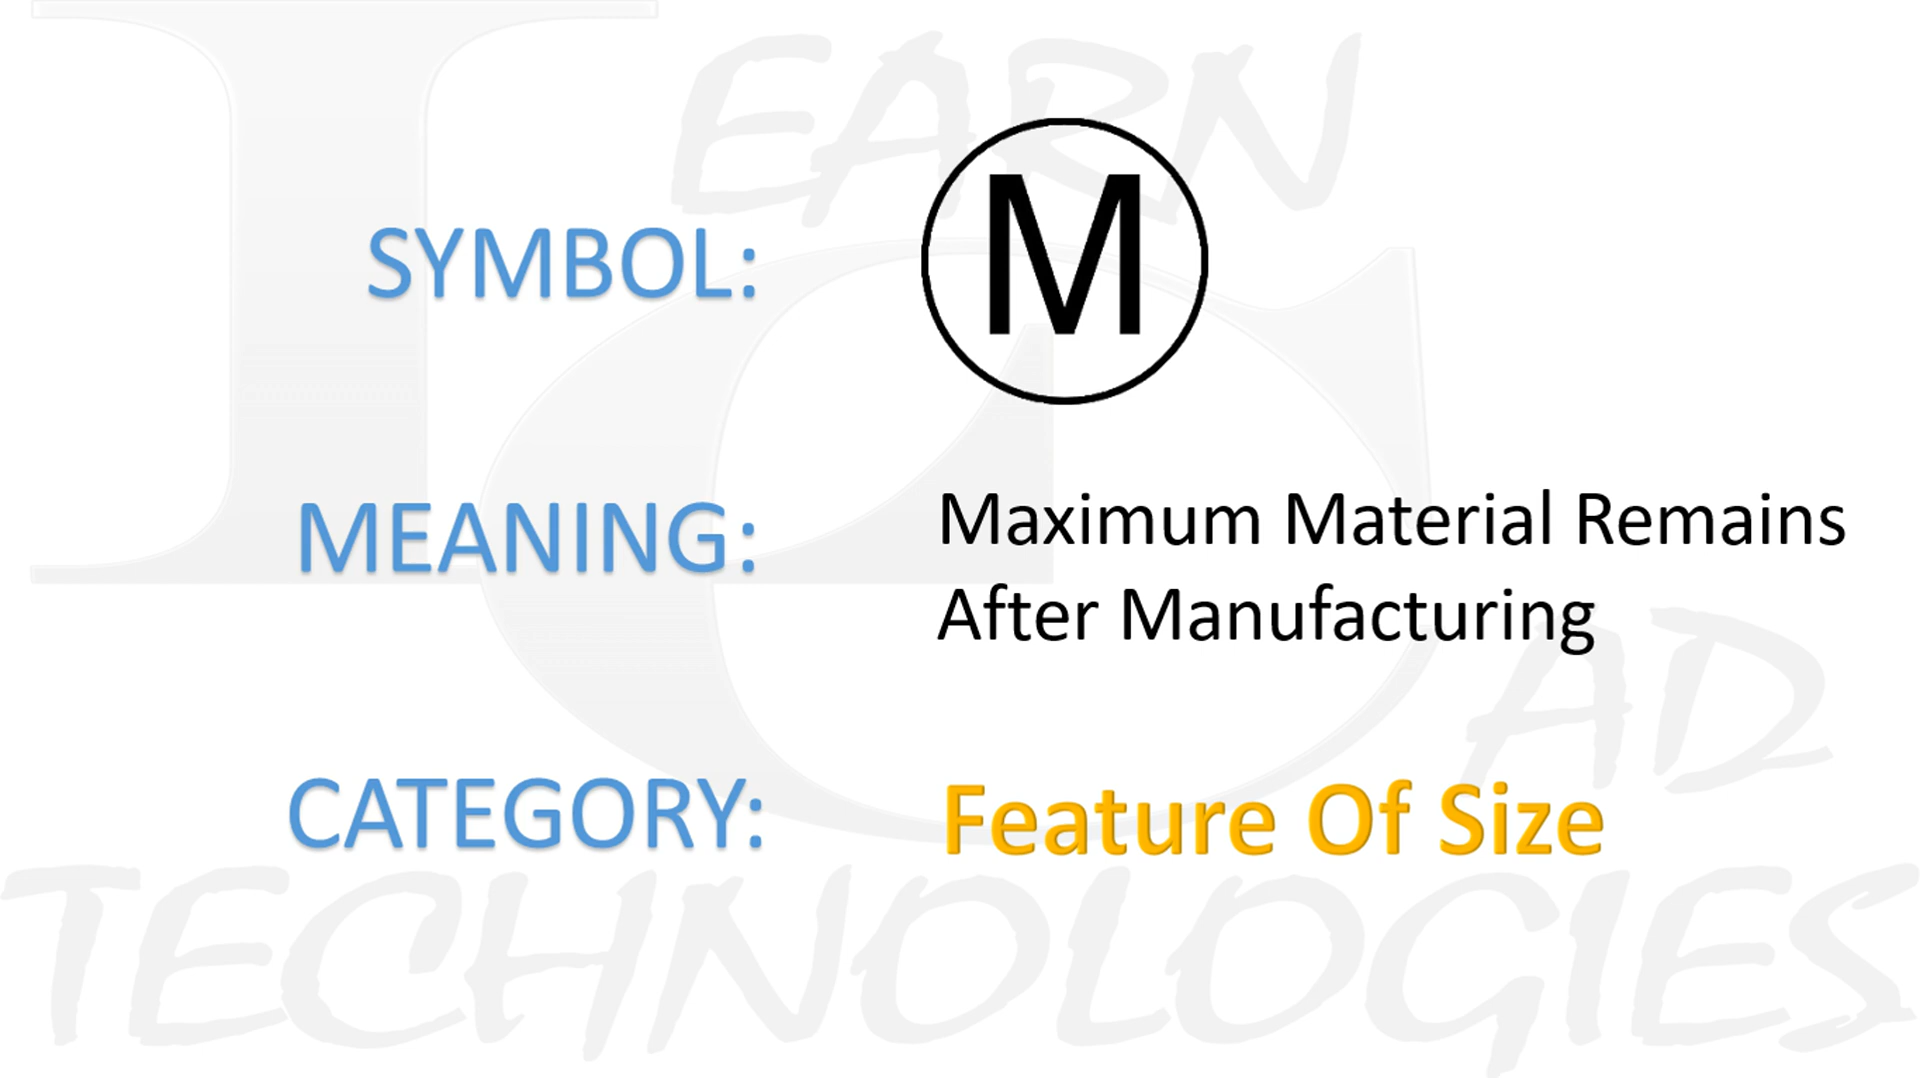 LEARN
SYMBOL: M
MEANING: Maximum Material Remains
After Manufacturing
CAD
CATEGORY: Feature Of Size
TECHNOLOGIES